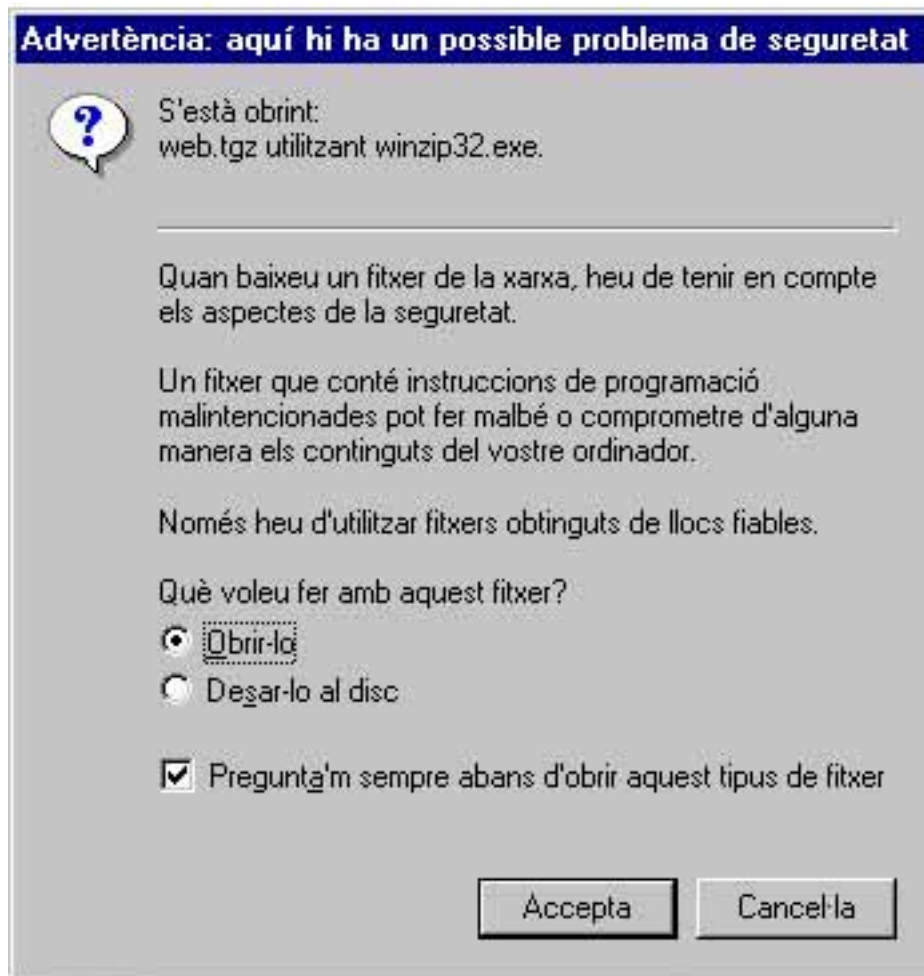 Advertència: aquí hi ha un possible problema de seguretat
?
S'està obrint:
web.tgz utilitzant winzip32.exe.
Quan baixeu un fitxer de la xarxa, heu de tenir en compte
els aspectes de la seguretat.
Un fitxer que conté instruccions de programació
malintencionades pot fer malbé o comprometre d'alguna
manera els continguts del vostre ordinador.
Només heu d'utilitzar fitxers obtinguts de llocs fiables.
Què voleu fer amb aquest fitxer?
Obrir-lo
Desar-lo al disc
Pregunta'm sempre abans d'obrir aquest tipus de fitxer
Accepta
Cancel·la